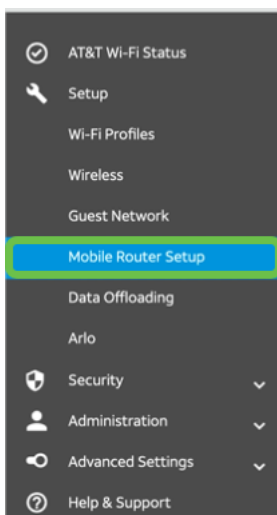 AT&T Wi-Fi Status
Setup
Wi-Fi Profiles
Wireless
Guest Network
Mobile Router Setup
Data Offloading
Arlo
Security
Administration
Advanced Settings
Help & Support